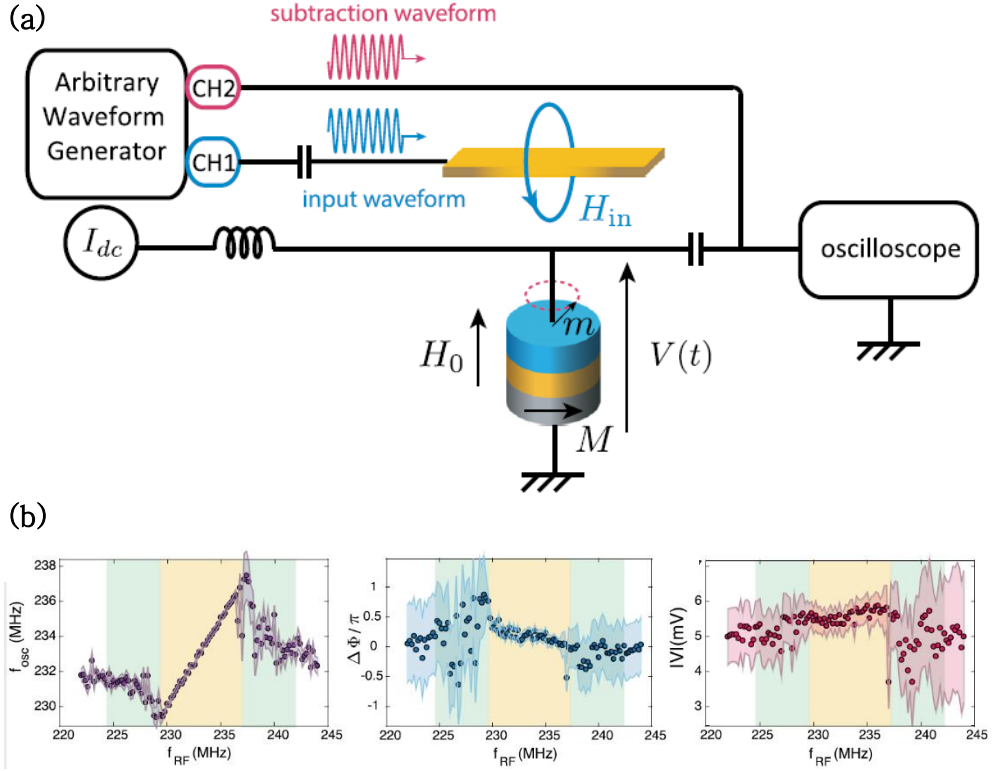 (a)
subtraction waveform
Arbitrary
Waveform
Generator
CH2
CH1
input waveform
H_in
I_dc
oscilloscope
m
H_0
V(t)
M
(b)
238
236
234
232
230
f_osc (MHz)
220 225 230 235 240 245
f_RF (MHz)
1
0.5
0
-0.5
-1
ΔΦ/π
220 225 230 235 240 245
f_RF (MHz)
7
6
5
4
3
|V|(mV)
220 225 230 235 240 245
f_RF (MHz)